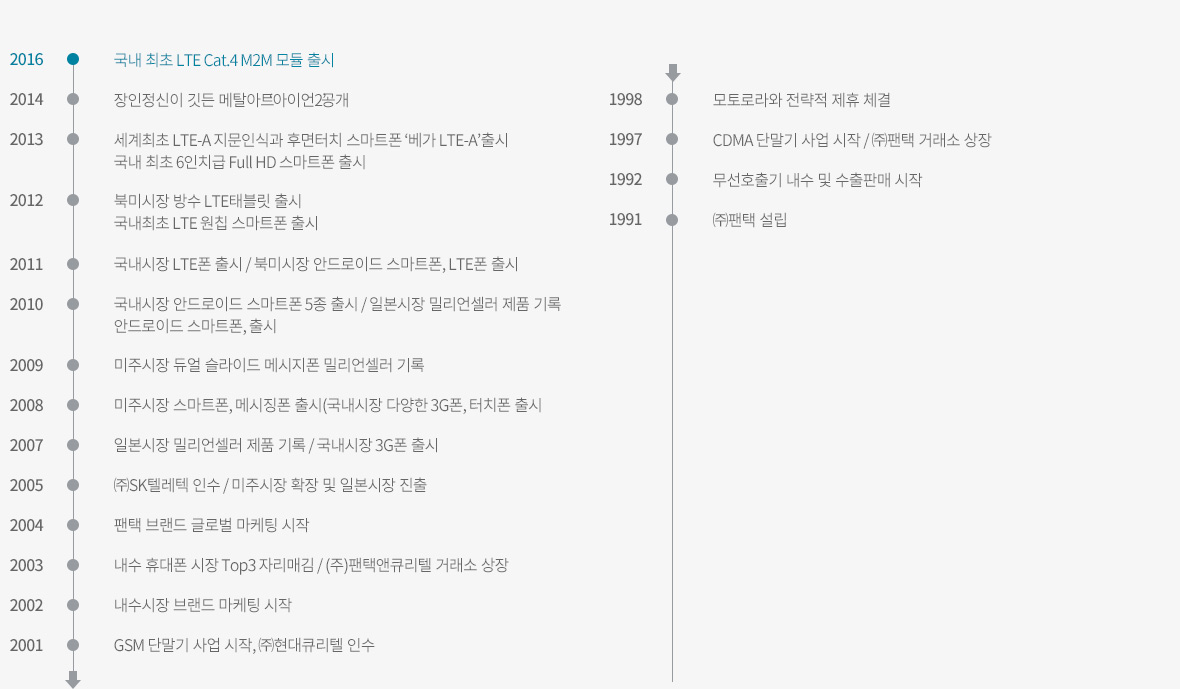 2016 국내 최초 LTE Cat.4 M2M 모듈 출시
2014 장인정신이 깃든 메탈아트 아이언2 공개
2013 세계최초 LTE-A 지문인식과 후면터치 스마트폰 ‘베가 LTE-A’출시
국내 최초 6인치급 Full HD 스마트폰 출시
2012 북미시장 방수 LTE태블릿 출시
국내최초 LTE 원칩 스마트폰 출시
2011 국내시장 LTE폰 출시 / 북미시장 안드로이드 스마트폰, LTE폰 출시
2010 국내시장 안드로이드 스마트폰 5종 출시 / 일본시장 밀리언셀러 제품 기록
안드로이드 스마트폰, 출시
2009 미주시장 듀얼 슬라이드 메시지폰 밀리언셀러 기록
2008 미주시장 스마트폰, 메시징폰 출시(국내시장 다양한 3G폰, 터치폰 출시
2007 일본시장 밀리언셀러 제품 기록 / 국내시장 3G폰 출시
2005 ㈜SK텔레텍 인수 / 미주시장 확장 및 일본시장 진출
2004 팬택 브랜드 글로벌 마케팅 시작
2003 내수 휴대폰 시장 Top3 자리매김 / (주)팬택앤큐리텔 거래소 상장
2002 내수시장 브랜드 마케팅 시작
2001 GSM 단말기 사업 시작, ㈜현대큐리텔 인수
1998 모토로라와 전략적 제휴 체결
1997 CDMA 단말기 사업 시작 / ㈜팬택 거래소 상장
1992 무선호출기 내수 및 수출판매 시작
1991 ㈜팬택 설립